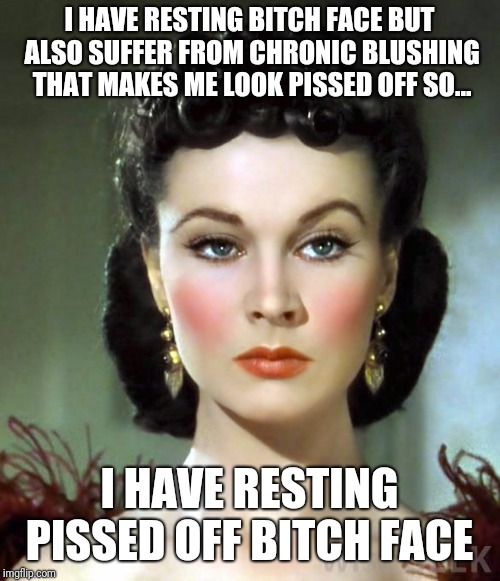 I HAVE RESTING BITCH FACE BUT
ALSO SUFFER FROM CHRONIC BLUSHING
THAT MAKES ME LOOK PISSED OFF SO...
I HAVE RESTING
PISSED OFF BITCH FACE
imgflip.com